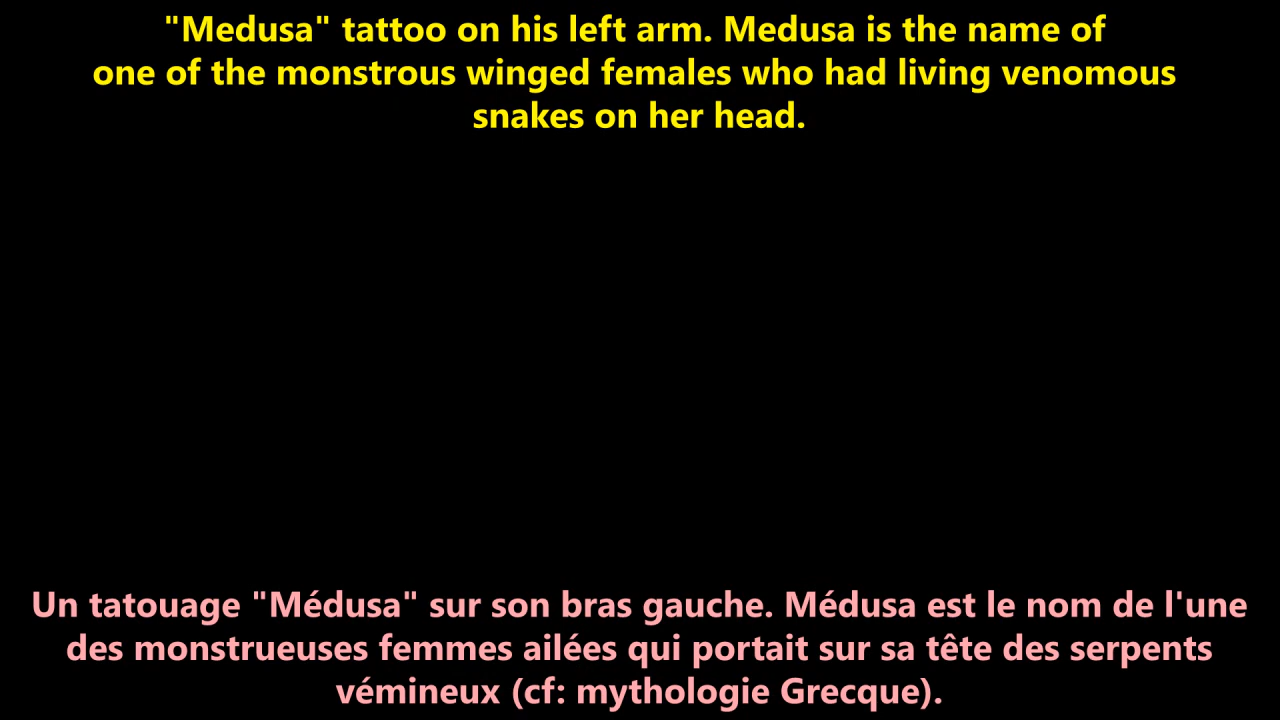 "Medusa" tattoo on his left arm. Medusa is the name of
one of the monstrous winged females who had living venomous
snakes on her head.
Un tatouage "Médusa" sur son bras gauche. Médusa est le nom de l'une
des monstrueuses femmes ailées qui portait sur sa tête des serpents
vémineux (cf: mythologie Grecque).